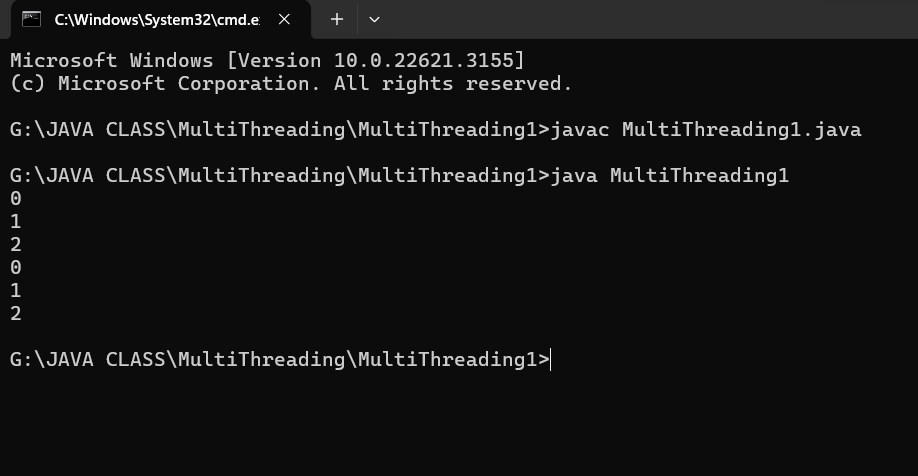 C:\Windows\System32\cmd.e
Microsoft Windows [Version 10.0.22621.3155]
(c) Microsoft Corporation. All rights reserved.
G:\JAVA CLASS\MultiThreading\MultiThreading1>javac MultiThreading1.java
G:\JAVA CLASS\MultiThreading\MultiThreading1>java MultiThreading1
0
1
2
0
1
2
G:\JAVA CLASS\MultiThreading\MultiThreading1>